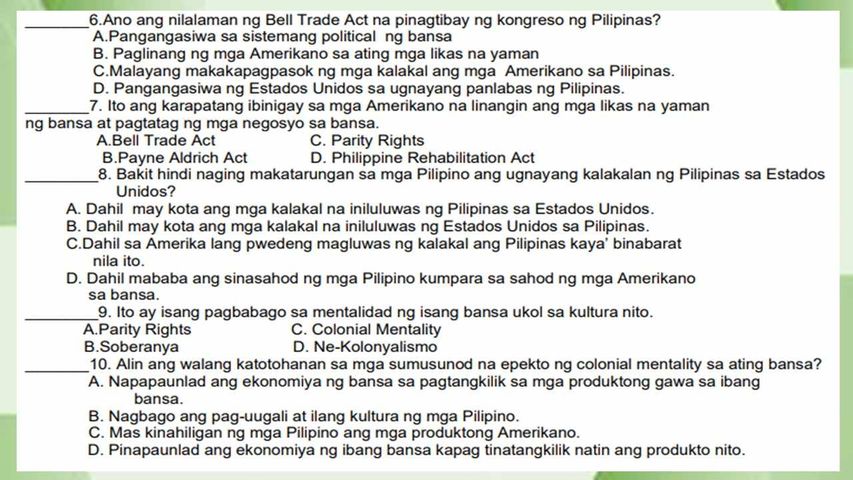 _______6.Ano ang nilalaman ng Bell Trade Act na pinagtibay ng kongreso ng Pilipinas?
A.Pangangasiwa sa sistemang political ng bansa
B. Paglinang ng mga Amerikano sa ating mga likas na yaman
C.Malayang makakapagpasok ng mga kalakal ang mga Amerikano sa Pilipinas.
D. Pangangasiwa ng Estados Unidos sa ugnayang panlabas ng Pilipinas.
_______7. Ito ang karapatang ibinigay sa mga Amerikano na linangin ang mga likas na yaman
ng bansa at pagtatag ng mga negosyo sa bansa.
A.Bell Trade Act C. Parity Rights
B.Payne Aldrich Act D. Philippine Rehabilitation Act
________8. Bakit hindi naging makatarungan sa mga Pilipino ang ugnayang kalakalan ng Pilipinas sa Estados
Unidos?
A. Dahil may kota ang mga kalakal na iniluluwas ng Pilipinas sa Estados Unidos.
B. Dahil may kota ang mga kalakal na iniluluwas ng Estados Unidos sa Pilipinas.
C.Dahil sa Amerika lang pwedeng magluwas ng kalakal ang Pilipinas kaya’ binabarat
nila ito.
D. Dahil mababa ang sinasahod ng mga Pilipino kumpara sa sahod ng mga Amerikano
sa bansa.
________9. Ito ay isang pagbabago sa mentalidad ng isang bansa ukol sa kultura nito.
A.Parity Rights C. Colonial Mentality
B.Soberanya D. Ne-Kolonyalismo
_______10. Alin ang walang katotohanan sa mga sumusunod na epekto ng colonial mentality sa ating bansa?
A. Napapaunlad ang ekonomiya ng bansa sa pagtangkilik sa mga produktong gawa sa ibang
bansa.
B. Nagbago ang pag-uugali at ilang kultura ng mga Pilipino.
C. Mas kinahiligan ng mga Pilipino ang mga produktong Amerikano.
D. Pinapaunlad ang ekonomiya ng ibang bansa kapag tinatangkilik natin ang produkto nito.